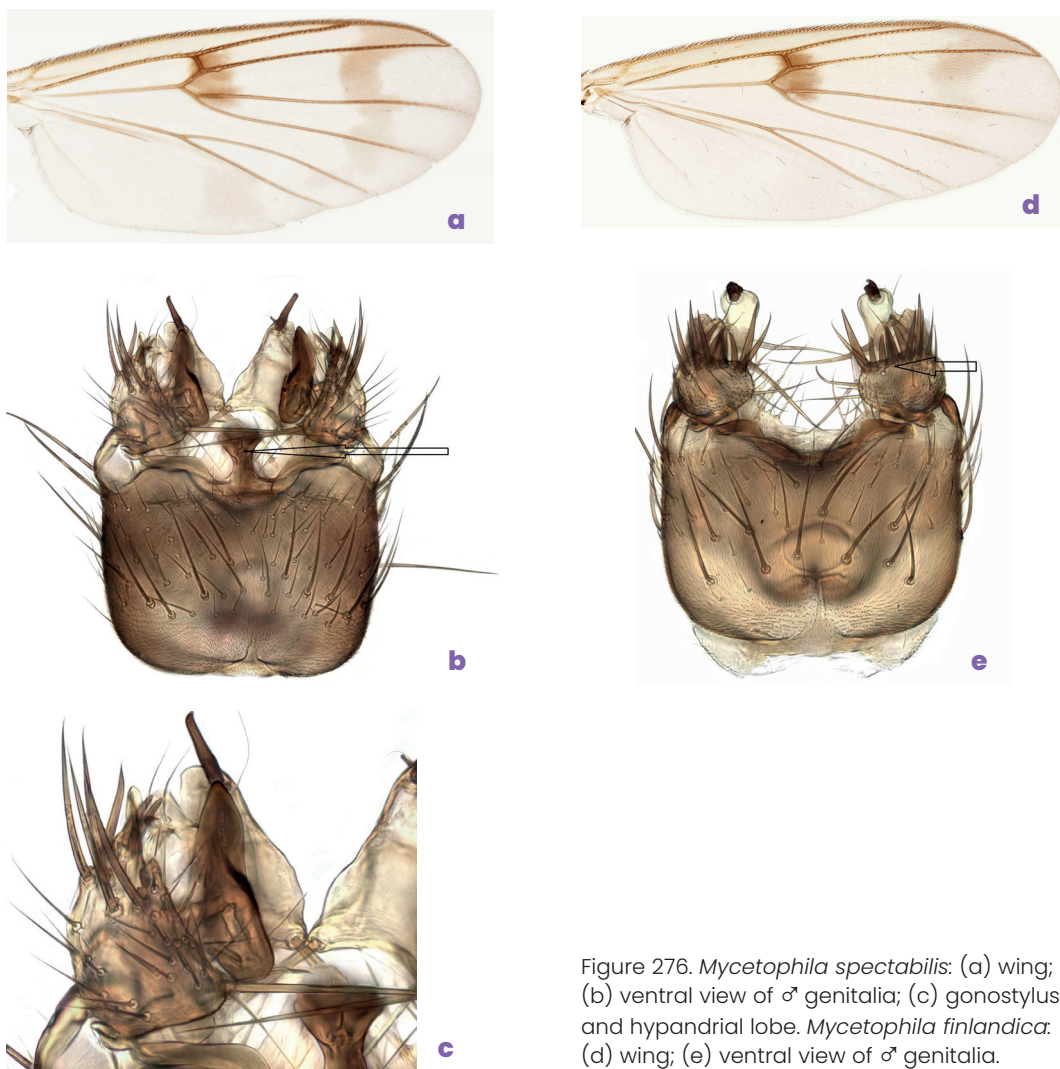 a
d
b
e
c
Figure 276. Mycetophila spectabilis: (a) wing;
(b) ventral view of ♂ genitalia; (c) gonostylus
and hypandrial lobe. Mycetophila finlandica:
(d) wing; (e) ventral view of ♂ genitalia.